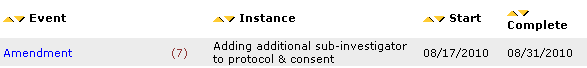 Event Instance Start Complete
Amendment (7) Adding additional sub-investigator 08/17/2010 08/31/2010
to protocol & consent